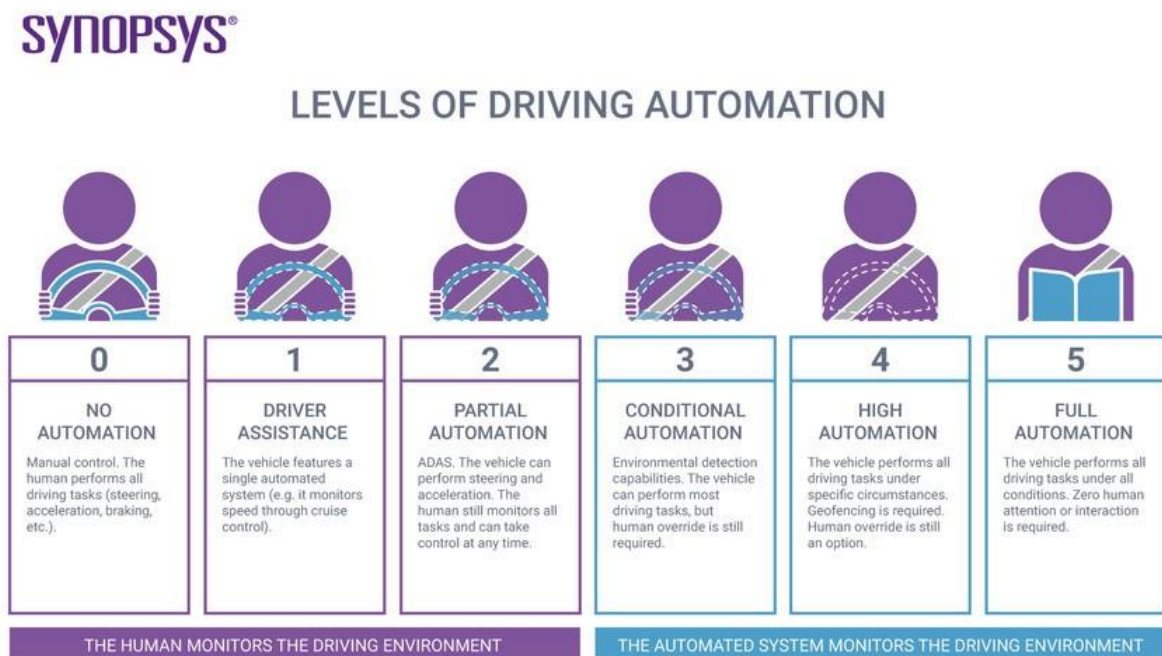 SYNOPSYS®
LEVELS OF DRIVING AUTOMATION
0
NO
AUTOMATION
Manual control. The
human performs all
driving tasks (steering,
acceleration, braking,
etc.).
1
DRIVER
ASSISTANCE
The vehicle features a
single automated
system (e.g. it monitors
speed through cruise
control).
2
PARTIAL
AUTOMATION
ADAS. The vehicle can
perform steering and
acceleration. The
human still monitors all
tasks and can take
control at any time.
3
CONDITIONAL
AUTOMATION
Environmental detection
capabilities. The vehicle
can perform most
driving tasks, but
human override is still
required.
4
HIGH
AUTOMATION
The vehicle performs all
driving tasks under
specific circumstances.
Geofencing is required.
Human override is still
an option.
5
FULL
AUTOMATION
The vehicle performs all
driving tasks under all
conditions. Zero human
attention or interaction
is required.
THE HUMAN MONITORS THE DRIVING ENVIRONMENT
THE AUTOMATED SYSTEM MONITORS THE DRIVING ENVIRONMENT